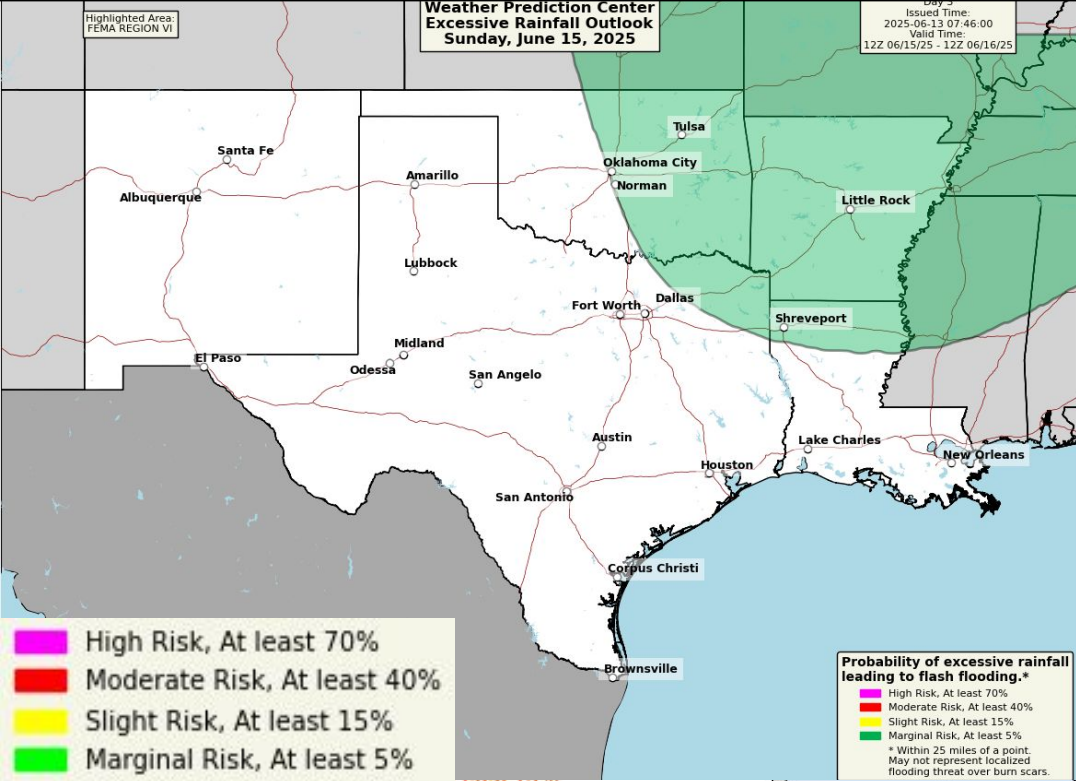 Highlighted Area:
FEMA REGION VI
Weather Prediction Center
Excessive Rainfall Outlook
Sunday, June 15, 2025
Day 3
Issued Time:
2025-06-13 07:46:00
Valid Time:
12Z 06/15/25 - 12Z 06/16/25
Tulsa
Santa Fe
Oklahoma City
Amarillo
Norman
Albuquerque
Little Rock
Lubbock
Dallas
Fort Worth
Shreveport
Midland
El Paso
Odessa
San Angelo
Austin
Lake Charles
New Orleans
Houston
San Antonio
Corpus Christi
Brownsville
High Risk, At least 70%
Moderate Risk, At least 40%
Slight Risk, At least 15%
Marginal Risk, At least 5%
Probability of excessive rainfall
leading to flash flooding.*
High Risk, At least 70%
Moderate Risk, At least 40%
Slight Risk, At least 15%
Marginal Risk, At least 5%
* Within 25 miles of a point.
May not represent localized
flooding threat over burn scars.